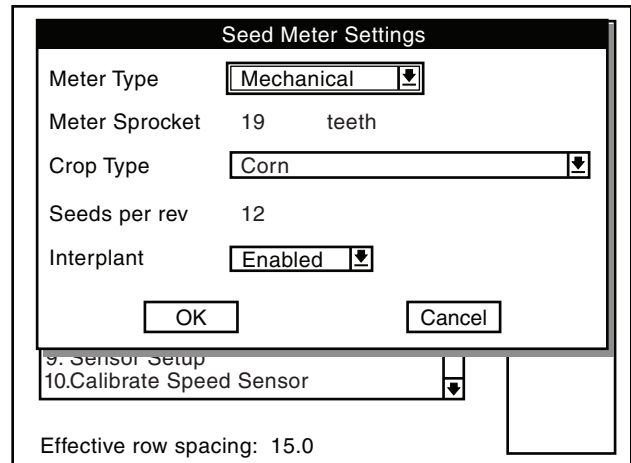 Seed Meter Settings
Meter Type Mechanical
Meter Sprocket 19 teeth
Crop Type Corn
Seeds per rev 12
Interplant Enabled
OK Cancel
9. Sensor Setup
10.Calibrate Speed Sensor
Effective row spacing: 15.0